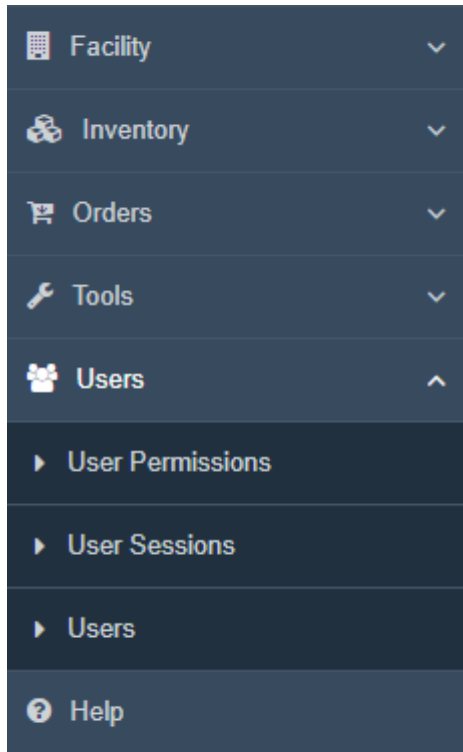 Facility
Inventory
Orders
Tools
Users
User Permissions
User Sessions
Users
Help